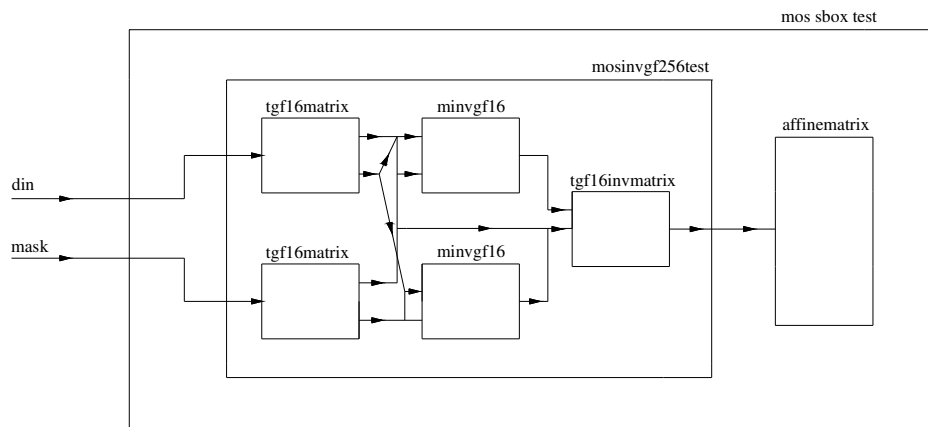 mos sbox test
mosinvgf256test
tgf16matrix
minvgf16
affinematrix
din
tgf16invmatrix
mask
tgf16matrix
minvgf16